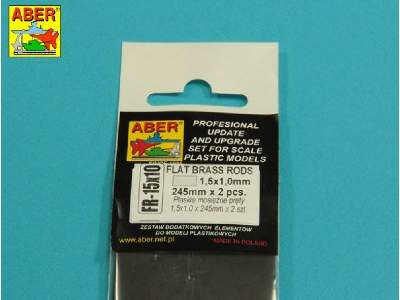 ABER
ABER
PROFESIONAL
UPDATE
AND UPGRADE
SET FOR SCALE
PLASTIC MODELS
FR-15x10
FLAT BRASS RODS
1,5x1,0mm
245mm x 2 pcs.
Płaskie mosiężne pręty
1,5x1,0 x 245mm x 2 szt.
ZESTAW DODATKOWYCH ELEMENTÓW
DO MODELI PLASTIKOWYCH
www.aber.net.pl
MADE IN POLAND